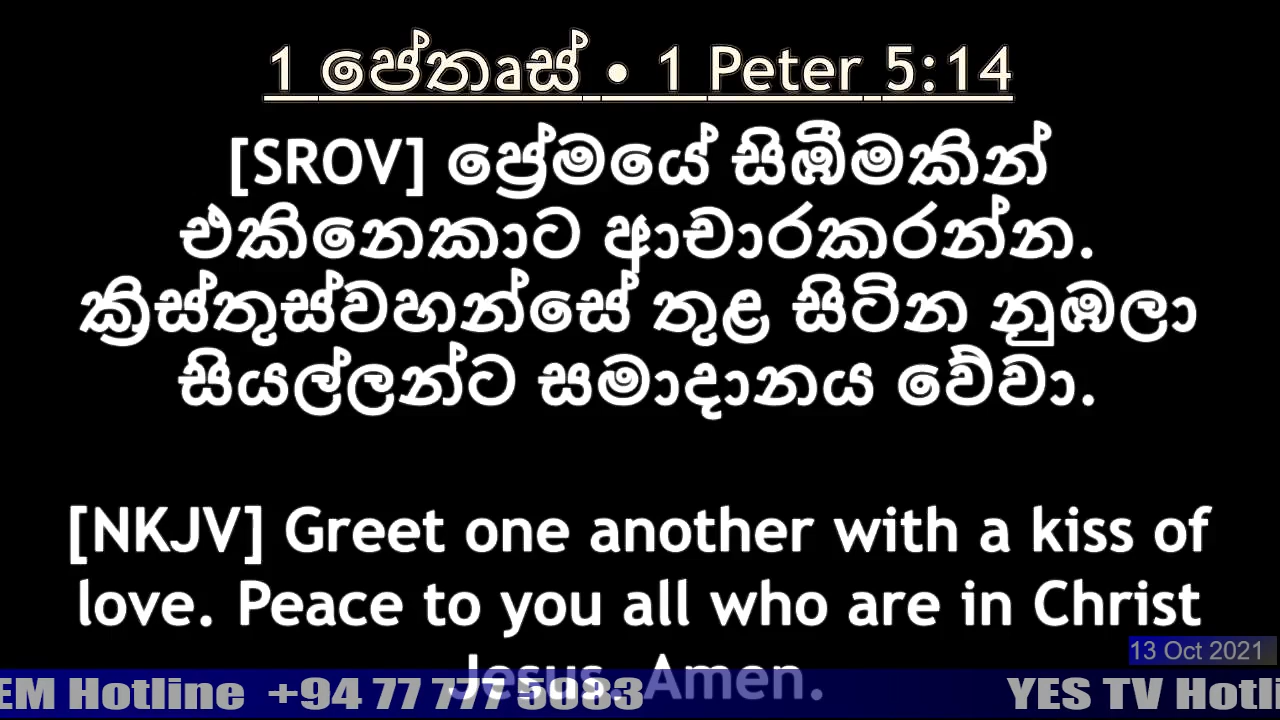 1 පේතෘස් • 1 Peter 5:14
[SROV] ප්‍රේමයේ සිඹීමකින්
එකිනෙකාට ආචාරකරන්න.
ක්‍රිස්තුස්වහන්සේ තුළ සිටින නුඹලා
සියල්ලන්ට සමාදානය වේවා.
[NKJV] Greet one another with a kiss of
love. Peace to you all who are in Christ
Jesus. Amen.
13 Oct 2021
EM Hotline +94 77 777 5083 YES TV Hotli